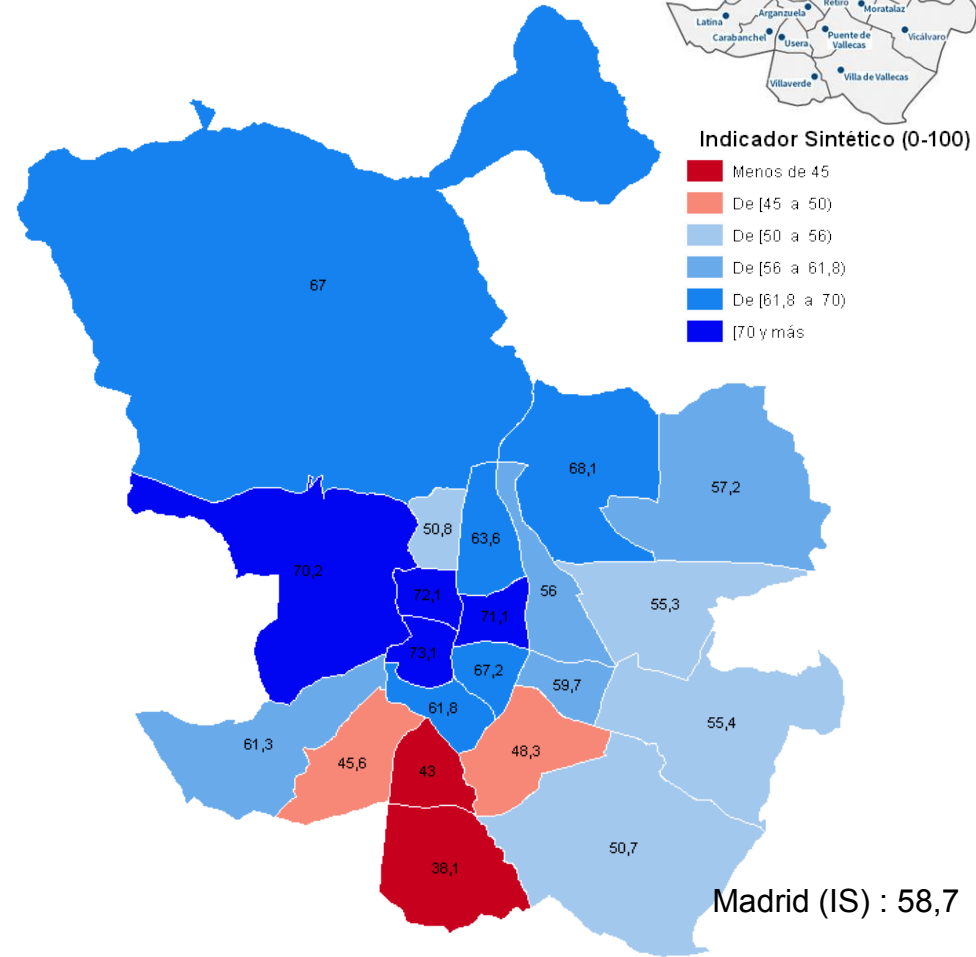 Retiro
Moratalaz
Latina
Arganzuela
Carabanchel
Usera
Puente de
Vallecas
Vicálvaro
Villaverde
Villa de Vallecas
Indicador Sintético (0-100)
Menos de 45
De [45 a 50)
De [50 a 56)
De [56 a 61,8)
De [61,8 a 70)
[70 y más
67
68,1
57,2
50,8
63,6
70,2
72,1
71,1
56
55,3
73,1
67,2
59,7
61,8
55,4
61,3
45,6
43
48,3
50,7
38,1
Madrid (IS) : 58,7